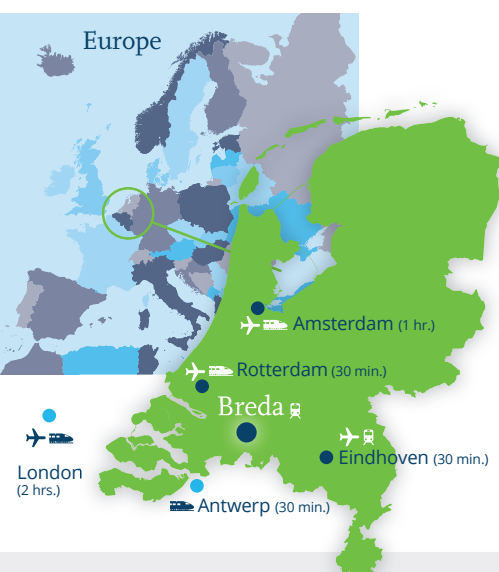 Europe
Amsterdam (1 hr.)
Rotterdam (30 min.)
Breda
Eindhoven (30 min.)
London
(2 hrs.)
Antwerp (30 min.)